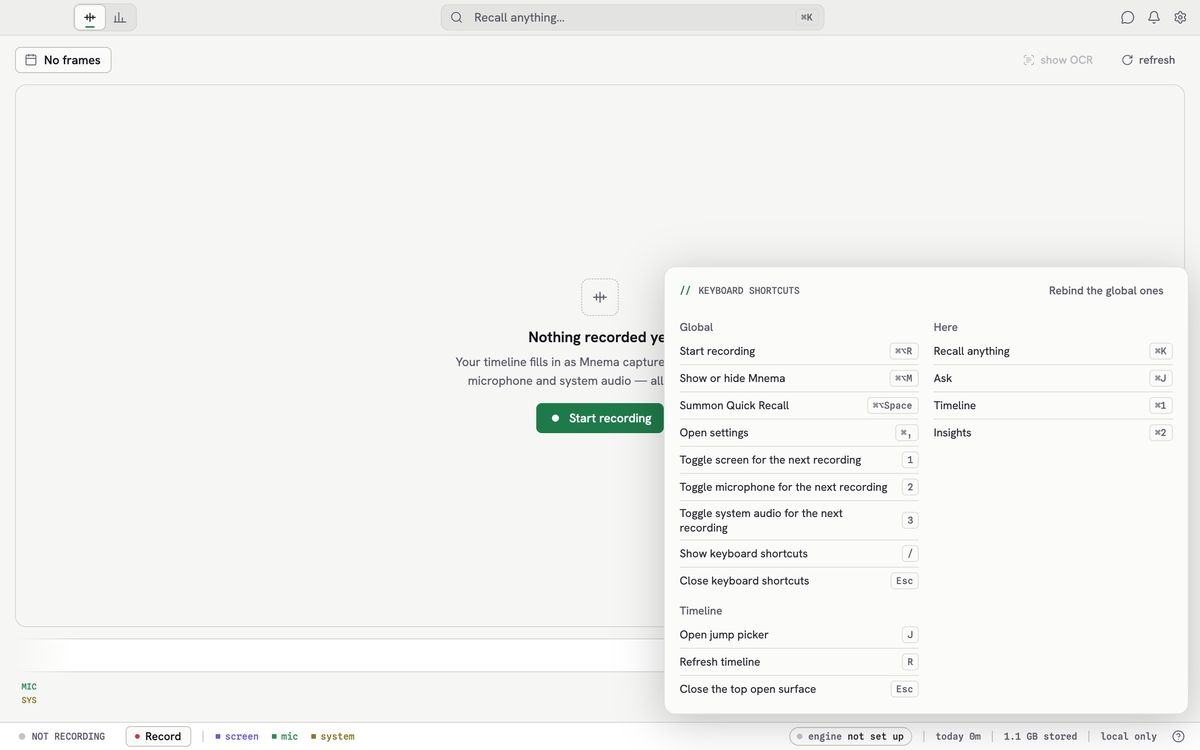 Recall anything... ⌘K
No frames
show OCR
refresh
Nothing recorded ye
Your timeline fills in as Mnema capture
microphone and system audio — all
Start recording
// KEYBOARD SHORTCUTS
Rebind the global ones
Global
Start recording ⌘⌥R
Show or hide Mnema ⌘⌥M
Summon Quick Recall ⌘⌥Space
Open settings ⌘,
Toggle screen for the next recording 1
Toggle microphone for the next recording 2
Toggle system audio for the next
recording 3
Show keyboard shortcuts /
Close keyboard shortcuts Esc
Timeline
Open jump picker J
Refresh timeline R
Close the top open surface Esc
Here
Recall anything ⌘K
Ask ⌘J
Timeline ⌘1
Insights ⌘2
MIC
SYS
NOT RECORDING
Record
screen
mic
system
engine not set up
today 0m
1.1 GB stored
local only